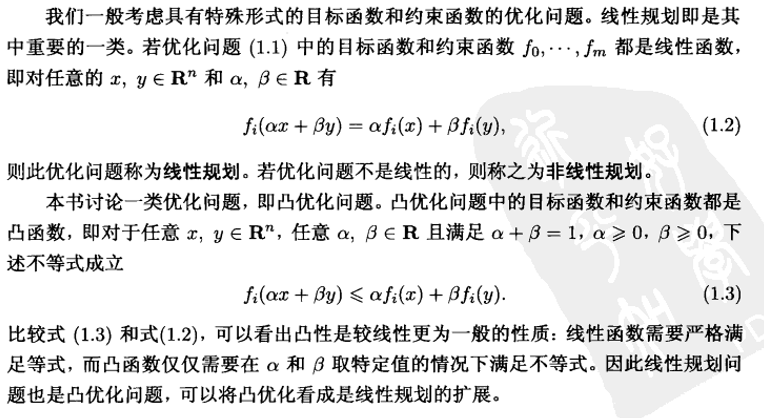 我们一般考虑具有特殊形式的目标函数和约束函数的优化问题。线性规划即是其
中重要的一类。若优化问题 (1.1) 中的目标函数和约束函数 f₀, ⋯ , fₘ 都是线性函数，
即对任意的 x, y ∈ Rⁿ 和 α, β ∈ R 有
fᵢ(αx + βy) = αfᵢ(x) + βfᵢ(y), (1.2)
则此优化问题称为线性规划。若优化问题不是线性的，则称之为非线性规划。
本书讨论一类优化问题，即凸优化问题。凸优化问题中的目标函数和约束函数都是
凸函数，即对于任意 x, y ∈ Rⁿ，任意 α, β ∈ R 且满足 α + β = 1，α ⩾ 0，β ⩾ 0，下
述不等式成立
fᵢ(αx + βy) ⩽ αfᵢ(x) + βfᵢ(y). (1.3)
比较式 (1.3) 和式(1.2)，可以看出凸性是较线性更为一般的性质：线性函数需要严格满
足等式，而凸函数仅仅需要在 α 和 β 取特定值的情况下满足不等式。因此线性规划问
题也是凸优化问题，可以将凸优化看成是线性规划的扩展。